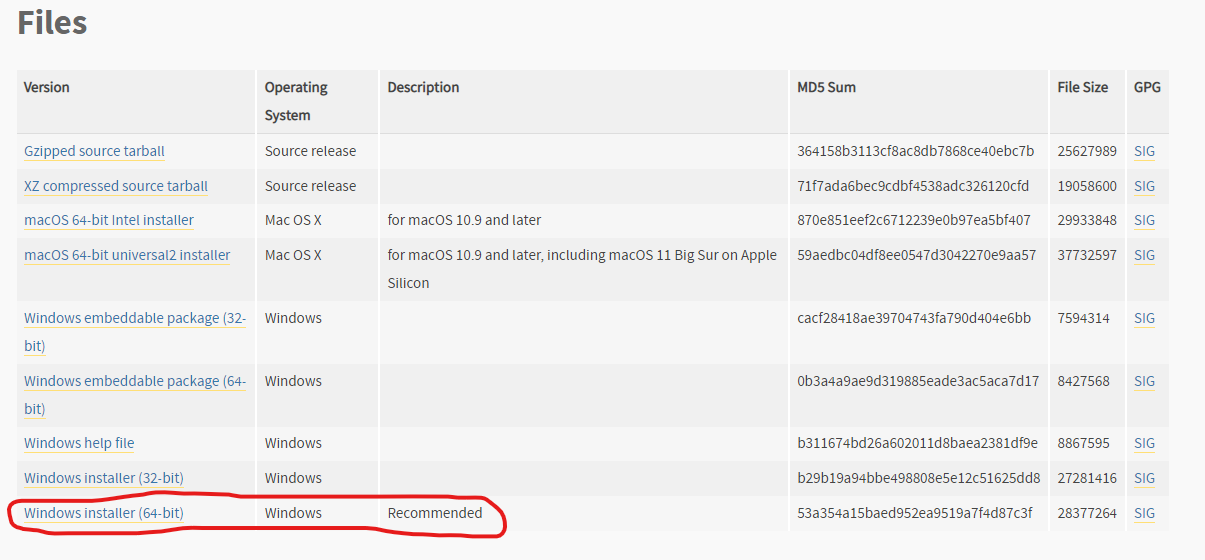 Files
Version Operating System Description MD5 Sum File Size GPG
Gzipped source tarball Source release 364158b3113cf8ac8db7868ce40ebc7b 25627989 SIG
XZ compressed source tarball Source release 71f7ada6bec9cdbf4538adc326120cfd 19058600 SIG
macOS 64-bit Intel installer Mac OS X for macOS 10.9 and later 870e851eef2c6712239e0b97ea5bf407 29933848 SIG
macOS 64-bit universal2 installer Mac OS X for macOS 10.9 and later, including macOS 11 Big Sur on Apple Silicon 59aedbc04df8ee0547d3042270e9aa57 37732597 SIG
Windows embeddable package (32-bit) Windows cacf28418ae39704743fa790d404e6bb 7594314 SIG
Windows embeddable package (64-bit) Windows 0b3a4a9ae9d319885eade3ac5aca7d17 8427568 SIG
Windows help file Windows b311674bd26a602011d8baea2381df9e 8867595 SIG
Windows installer (32-bit) Windows b29b19a94bbe498808e5e12c51625dd8 27281416 SIG
Windows installer (64-bit) Windows Recommended 53a354a15baed952ea9519a7f4d87c3f 28377264 SIG